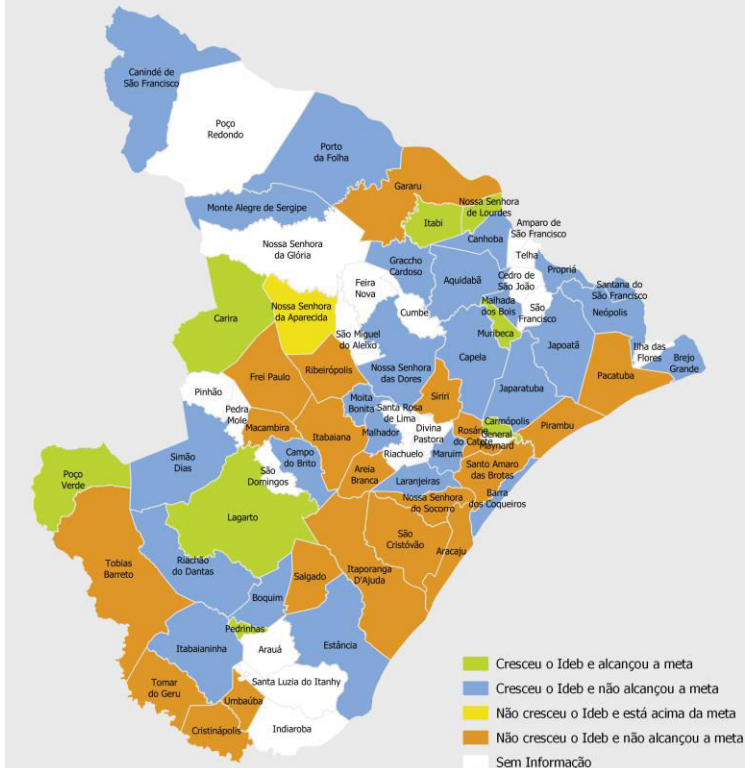 Canindé de
São Francisco
Poço
Redondo
Porto
da Folha
Gararu
Nossa Senhora
de Lourdes
Itabi
Monte Alegre de Sergipe
Amparo de
São Francisco
Canhoba
Telha
Nossa Senhora
da Glória
Graccho
Cardoso
Aquidabã
Cedro de
São João
Propriá
Santana do
São Francisco
Feira
Nova
Malhada
dos Bois
São
Francisco
Neópolis
Nossa Senhora
da Aparecida
Cumbe
Carira
São Miguel
do Aleixo
Muribeca
Japoatã
Ilha das
Flores
Brejo
Grande
Ribeirópolis
Nossa Senhora
das Dores
Capela
Frei Paulo
Pacatuba
Japaratuba
Siriri
Pinhão
Moita
Bonita
Santa Rosa
de Lima
Pedra
Mole
Carmópolis
Pirambu
Macambira
Itabaiana
Malhador
Divina
Pastora
Rosário
do Catete
General
Maynard
Riachuelo
Maruim
Simão
Dias
Campo
do Brito
São
Domingos
Areia
Branca
Santo Amaro
das Brotas
Poço
Verde
Laranjeiras
Nossa Senhora
do Socorro
Barra
dos Coqueiros
Lagarto
São
Cristóvão
Aracaju
Tobias
Barreto
Riachão
do Dantas
Salgado
Itaporanga
D'Ajuda
Boquim
Pedrinhas
Itabaianinha
Arauá
Estância
Santa Luzia do Itanhy
Tomar
do Geru
Umbaúba
Cristinápolis
Indiaroba
Cresceu o Ideb e alcançou a meta
Cresceu o Ideb e não alcançou a meta
Não cresceu o Ideb e está acima da meta
Não cresceu o Ideb e não alcançou a meta
Sem Informação